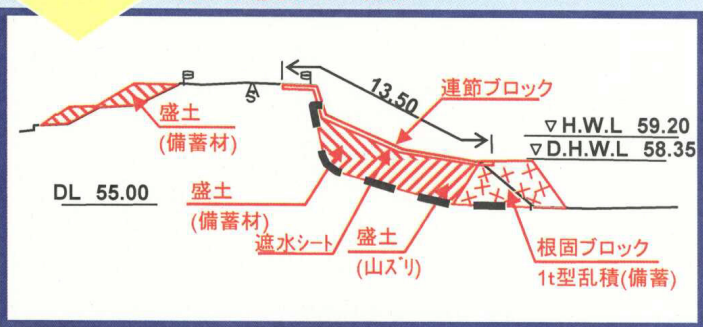 13.50
連節ブロック
盛土
(備蓄材)
▽H.W.L 59.20
▽D.H.W.L 58.35
DL 55.00
盛土
(備蓄材)
遮水シート
盛土
(山ズリ)
根固ブロック
1t型乱積(備蓄)